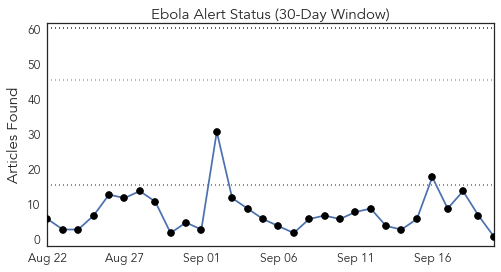 Ebola Alert Status (30-Day Window)
Articles Found
60
50
40
30
20
10
0
Aug 22 Aug 27 Sep 01 Sep 06 Sep 11 Sep 16